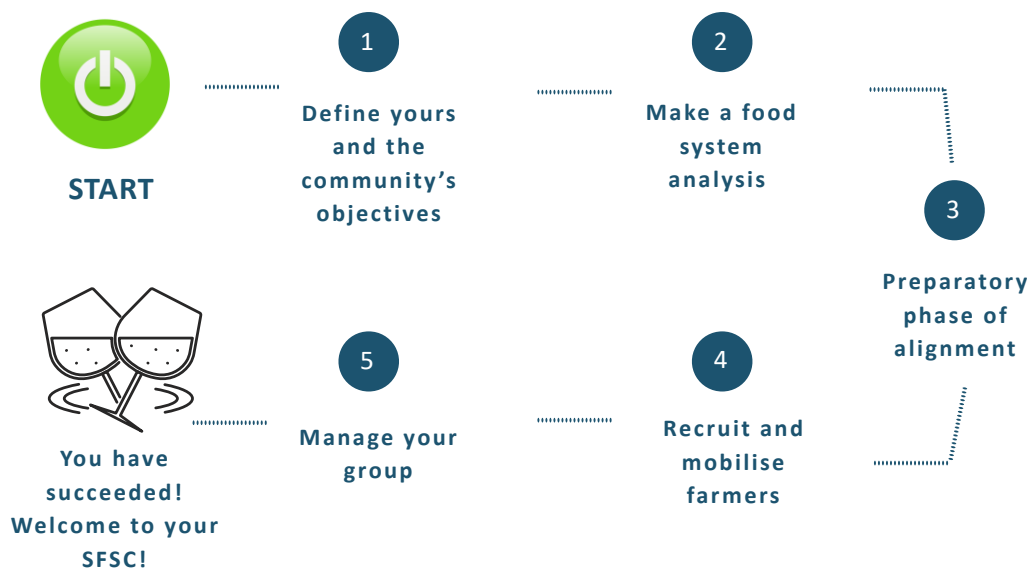 START
1
Define yours
and the
community's
objectives
2
Make a food
system
analysis
3
Preparatory
phase of
alignment
4
Recruit and
mobilise
farmers
5
Manage your
group
You have
succeeded!
Welcome to your
SFSC!